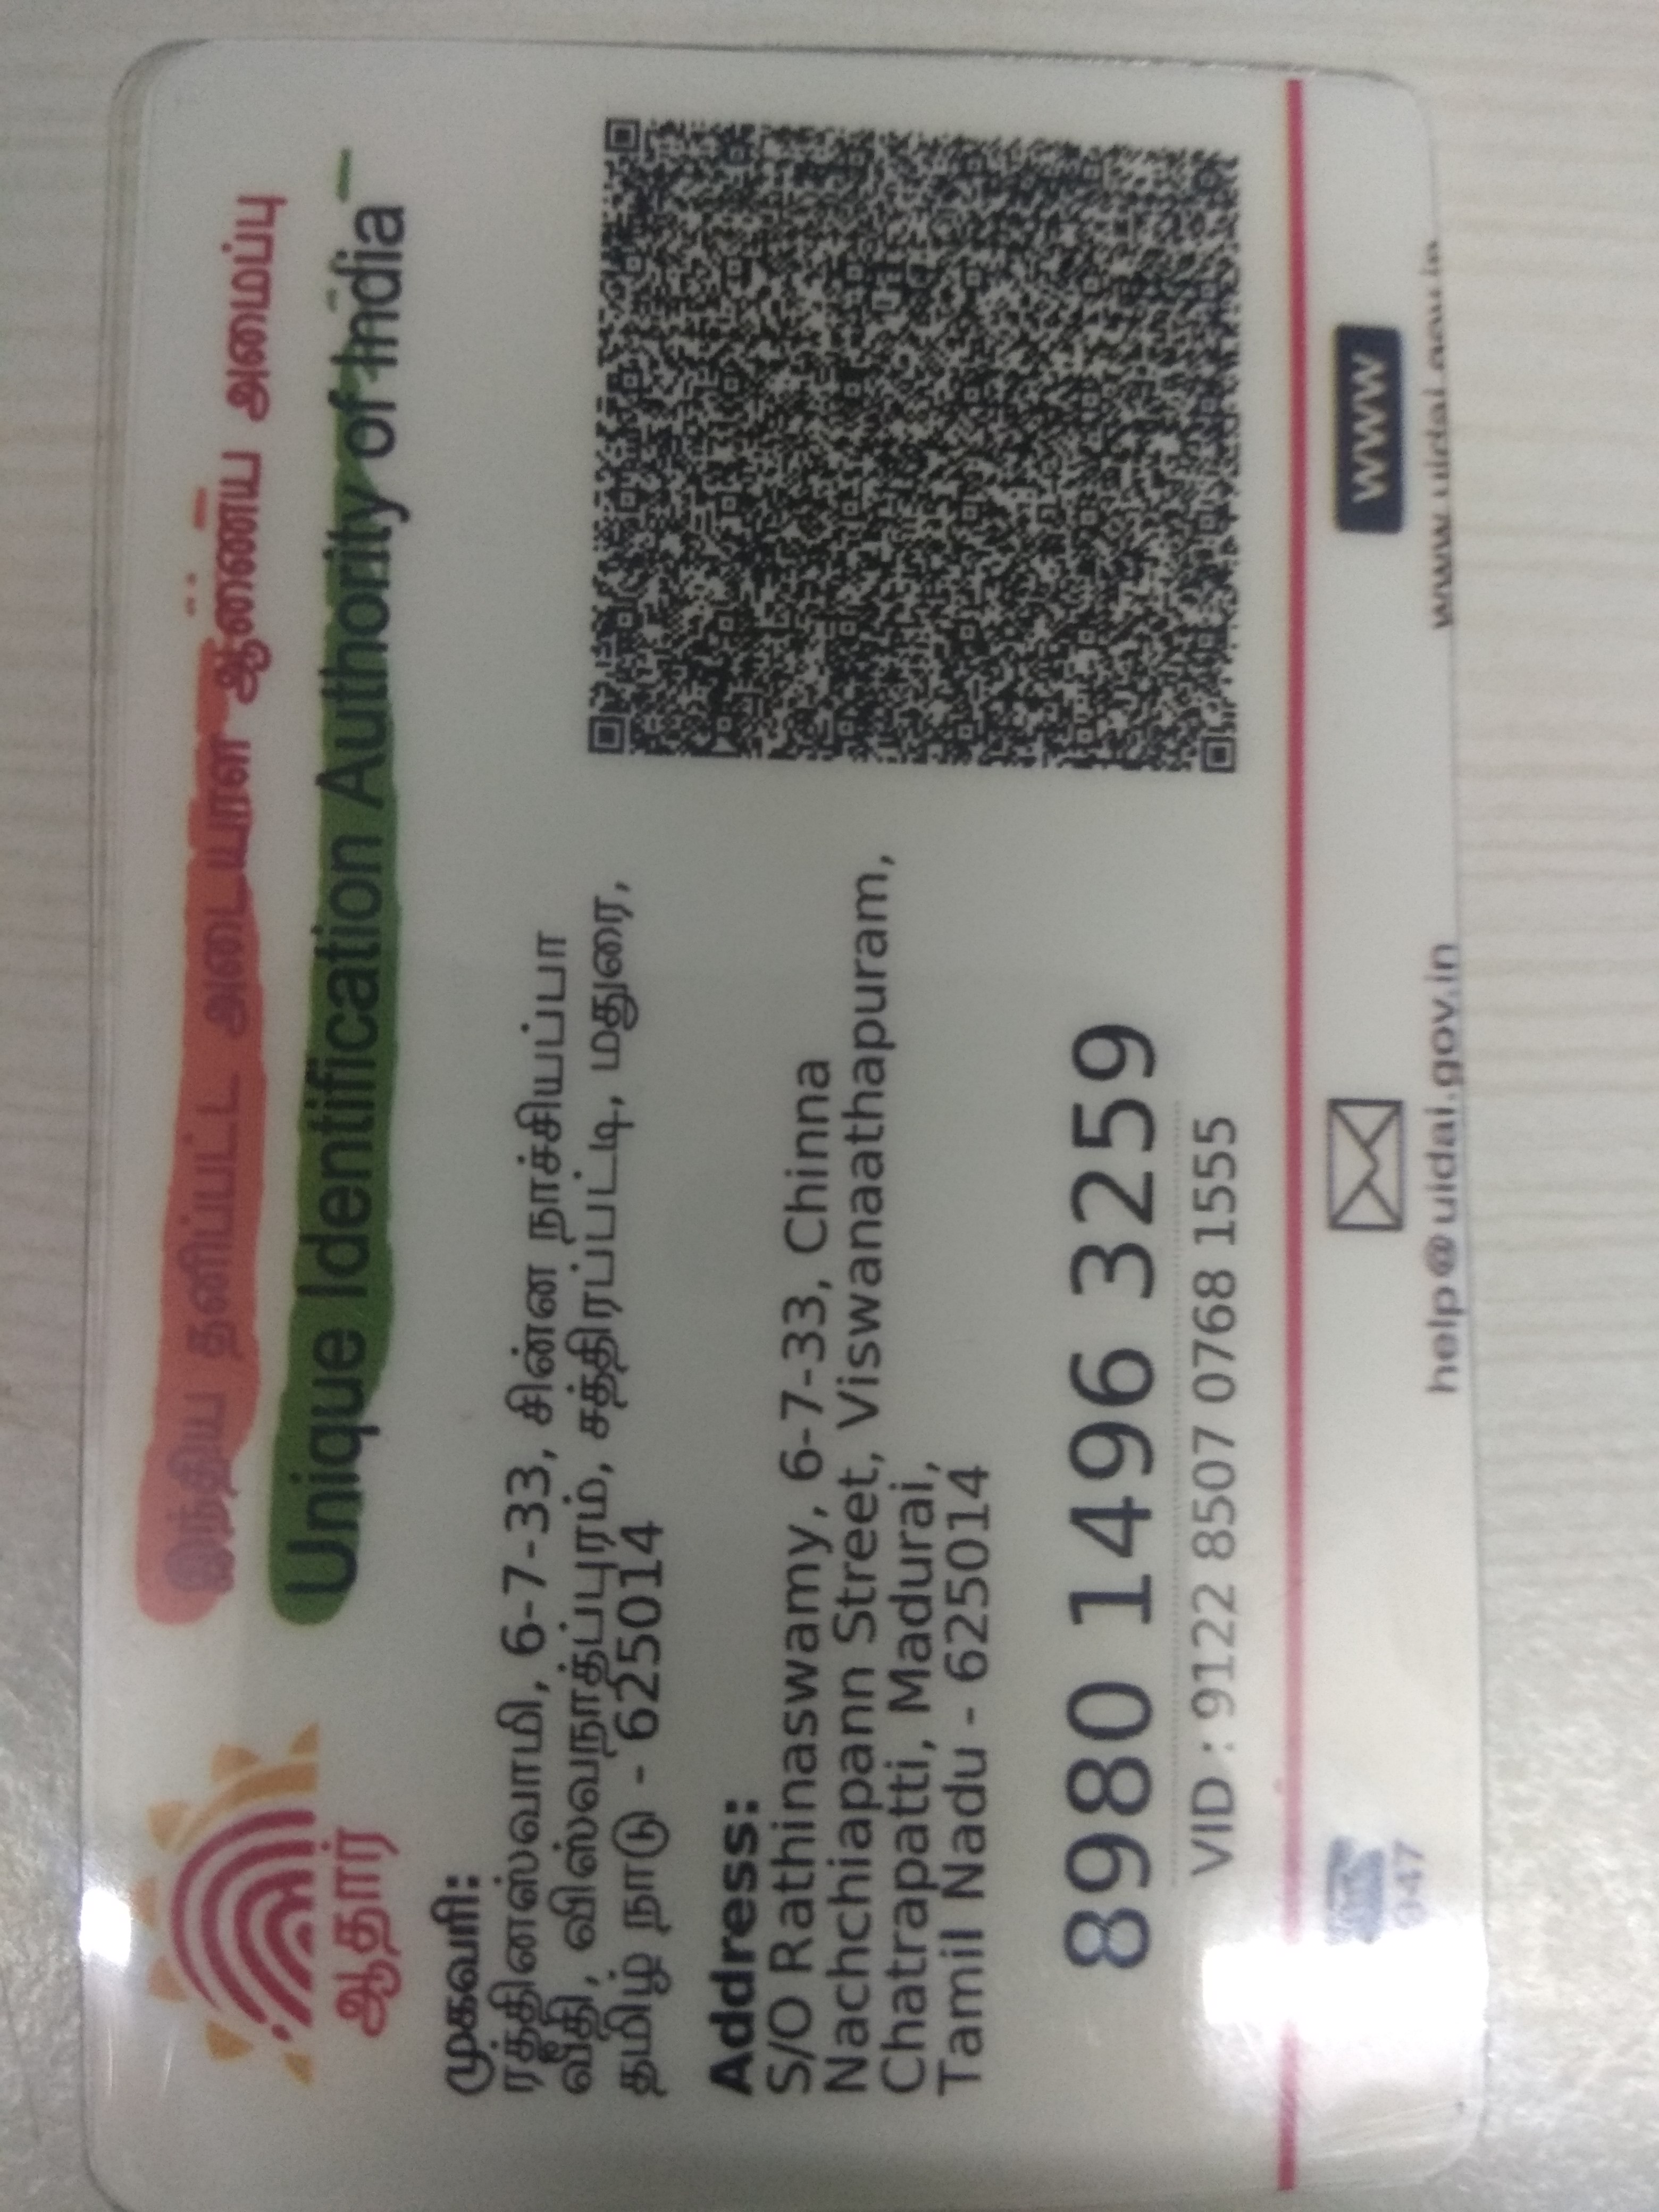 இந்திய தனிப்பட்ட அடையாள ஆணைய அமைப்பு
Unique Identification Authority of India
ஆதார்
முகவரி:
ரத்தினஸ்வாமி, 6-7-33, சின்ன நாச்சியப்பா
வீதி, விஸ்வநாதப்புரம், சத்திரப்பட்டி, மதுரை,
தமிழ் நாடு - 625014
Address:
S/O Rathinaswamy, 6-7-33, Chinna
Nachchiapann Street, Viswanaathapuram,
Chatrapatti, Madurai,
Tamil Nadu - 625014
8980 1496 3259
VID : 9122 8507 0768 1555
WWW
help@uidai.gov.in
www.uidai.gov.in